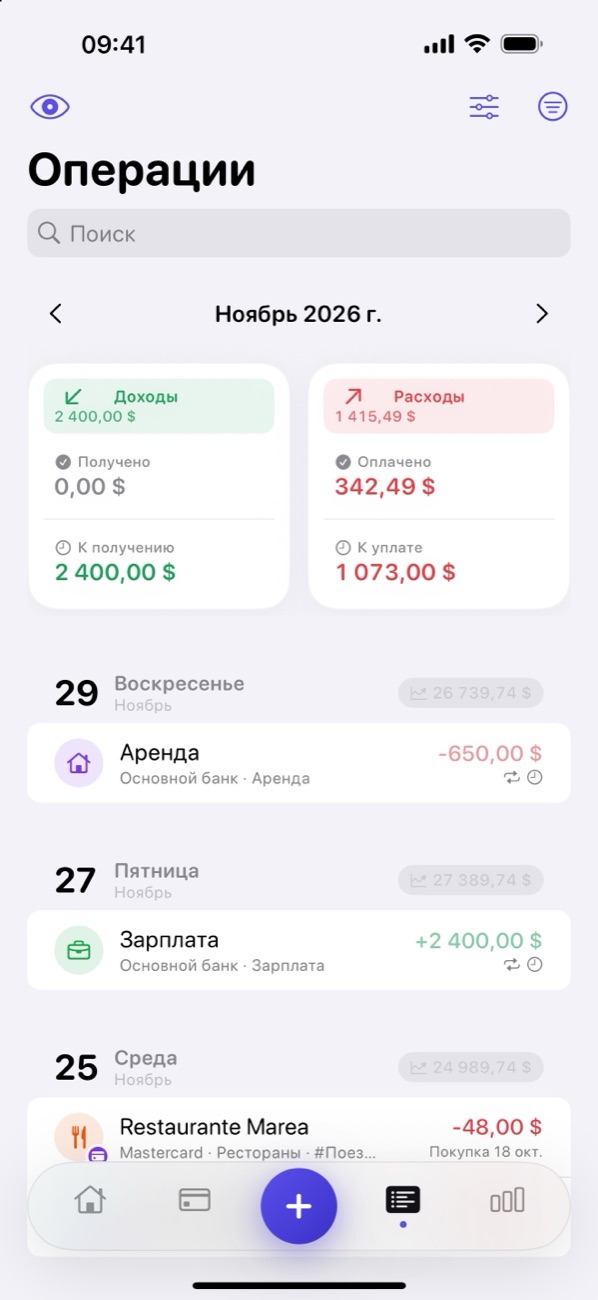 09:41
Операции
Поиск
Ноябрь 2026 г.
Доходы
2 400,00 $
Получено
0,00 $
К получению
2 400,00 $
Расходы
1 415,49 $
Оплачено
342,49 $
К уплате
1 073,00 $
29 Воскресенье
Ноябрь
26 739,74 $
Аренда
-650,00 $
Основной банк · Аренда
27 Пятница
Ноябрь
27 389,74 $
Зарплата
+2 400,00 $
Основной банк · Зарплата
25 Среда
Ноябрь
24 989,74 $
Restaurante Marea
-48,00 $
Mastercard · Рестораны · #Поез...
Покупка 18 окт.